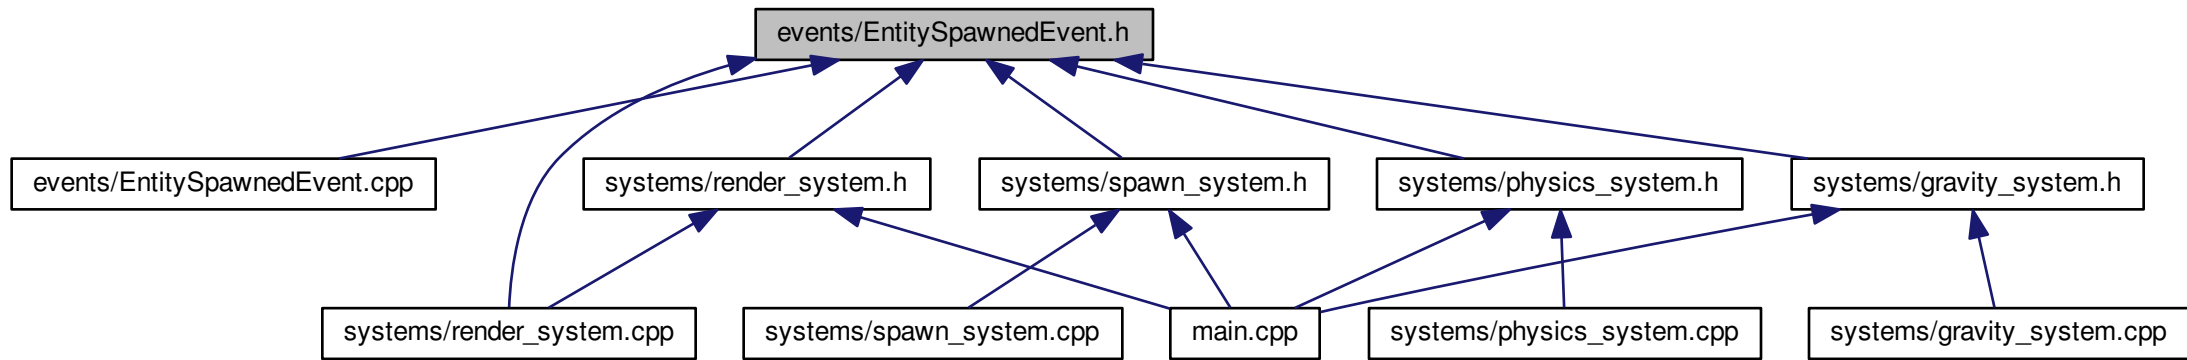 events/EntitySpawnedEvent.h
events/EntitySpawnedEvent.cpp
systems/render_system.h
systems/spawn_system.h
systems/physics_system.h
systems/gravity_system.h
systems/render_system.cpp
systems/spawn_system.cpp
main.cpp
systems/physics_system.cpp
systems/gravity_system.cpp